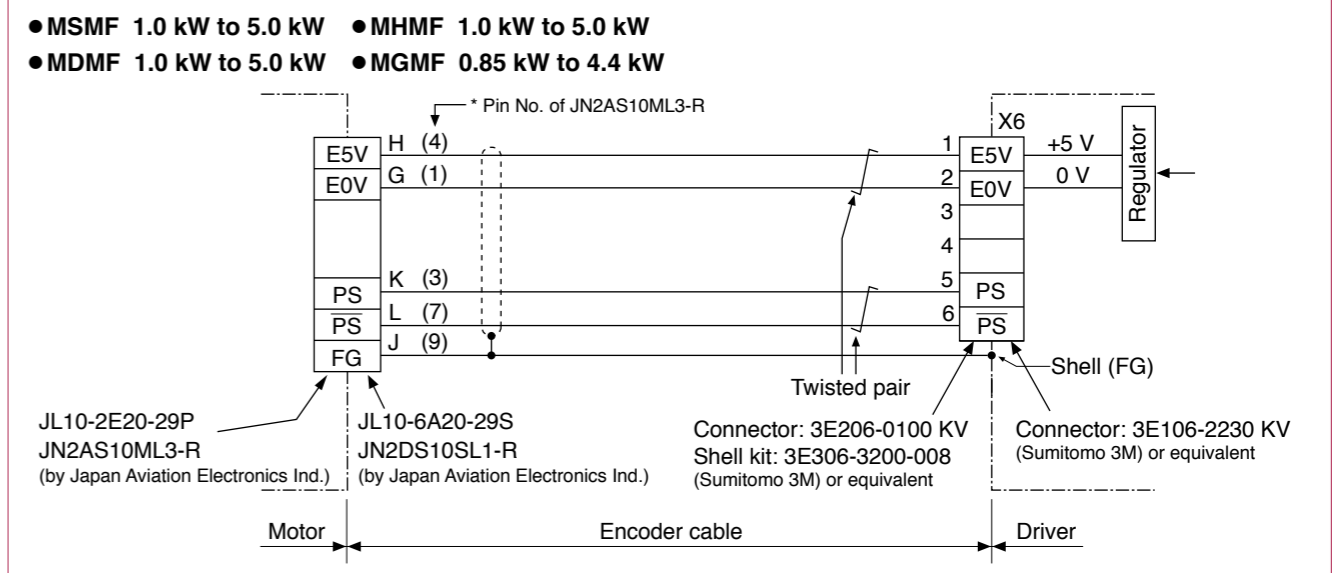 ●MSMF 1.0 kW to 5.0 kW ●MHMF 1.0 kW to 5.0 kW
●MDMF 1.0 kW to 5.0 kW ●MGMF 0.85 kW to 4.4 kW
* Pin No. of JN2AS10ML3-R
X6
E5V H (4) 1 E5V +5 V
E0V G (1) 2 E0V 0 V
Regulator
3
4
PS K (3) 5 PS
P̅S̅ L (7) 6 P̅S̅
FG J (9)
Shell (FG)
Twisted pair
JL10-2E20-29P
JN2AS10ML3-R
(by Japan Aviation Electronics Ind.)
JL10-6A20-29S
JN2DS10SL1-R
(by Japan Aviation Electronics Ind.)
Connector: 3E206-0100 KV
Shell kit: 3E306-3200-008
(Sumitomo 3M) or equivalent
Connector: 3E106-2230 KV
(Sumitomo 3M) or equivalent
Motor Encoder cable Driver